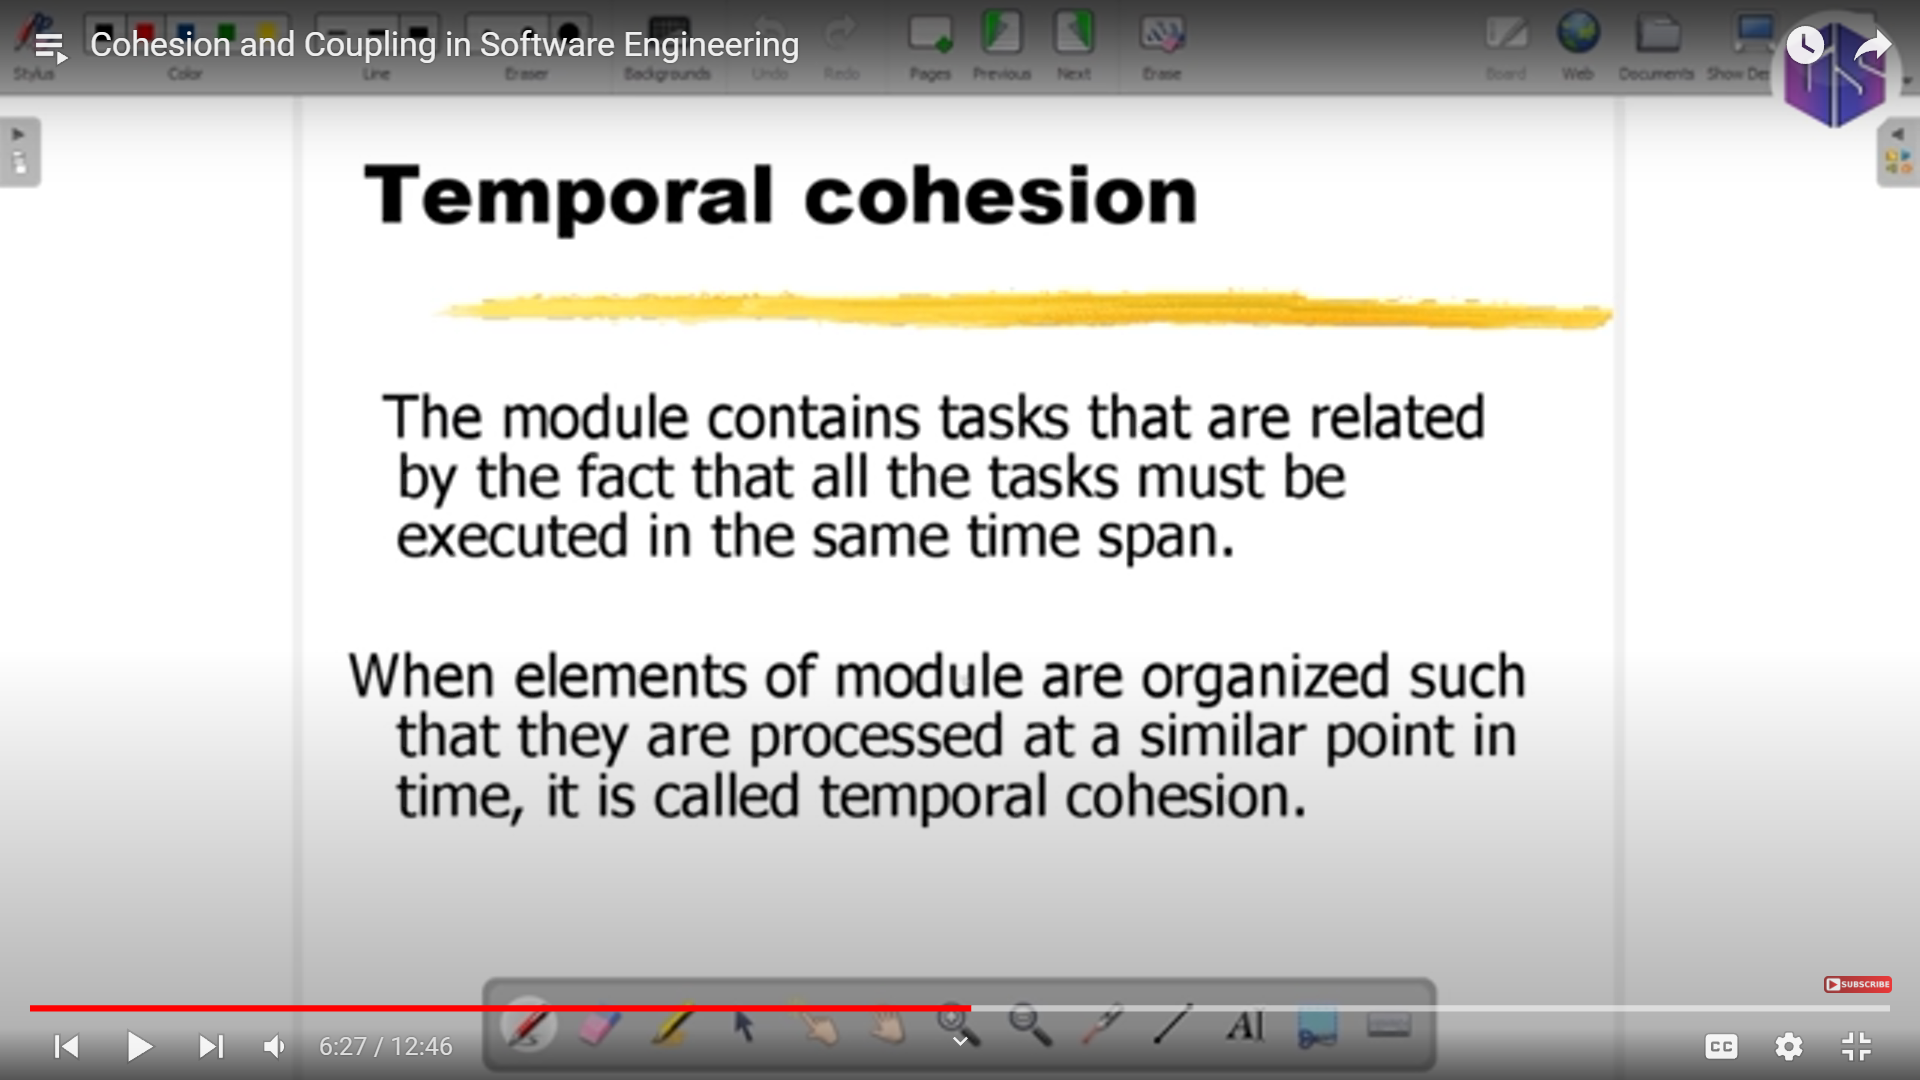 Cohesion and Coupling in Software Engineering
Stylus
Color
Line
Eraser
Backgrounds
Undo
Redo
Pages
Previous
Next
Erase
Board
Web
Documents
Show
TKS
Temporal cohesion
The module contains tasks that are related
by the fact that all the tasks must be
executed in the same time span.
When elements of module are organized such
that they are processed at a similar point in
time, it is called temporal cohesion.
SUBSCRIBE
AI
6:27 / 12:46
CC